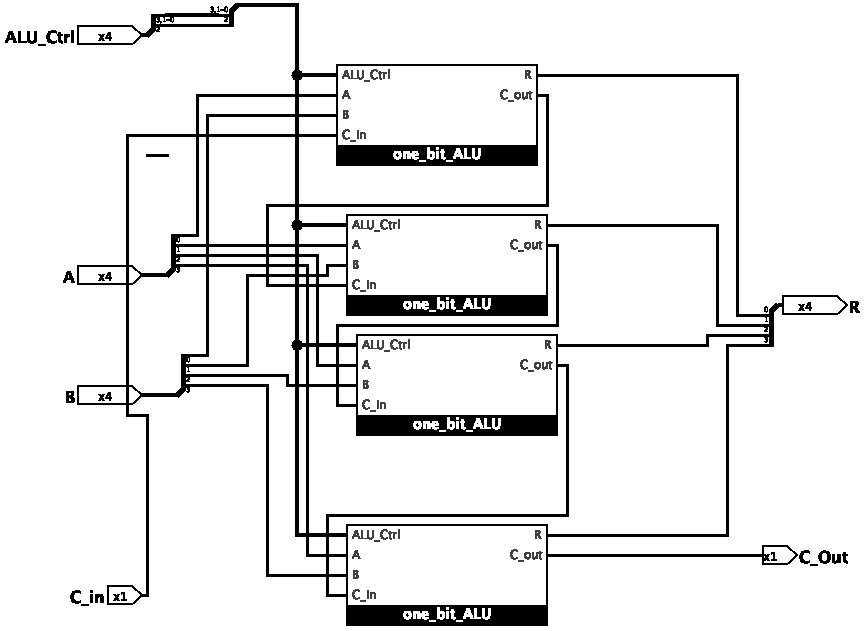 ALU_Ctrl
x4
3,1-0
2
3,1-0
2
ALU_Ctrl
A
B
C_in
R
C_out
one_bit_ALU
A
x4
0
1
2
3
ALU_Ctrl
A
B
C_in
R
C_out
one_bit_ALU
x4
R
0
1
2
3
B
x4
0
1
2
3
ALU_Ctrl
A
B
C_in
R
C_out
one_bit_ALU
ALU_Ctrl
A
B
C_in
R
C_out
one_bit_ALU
x1
C_Out
C_in
x1